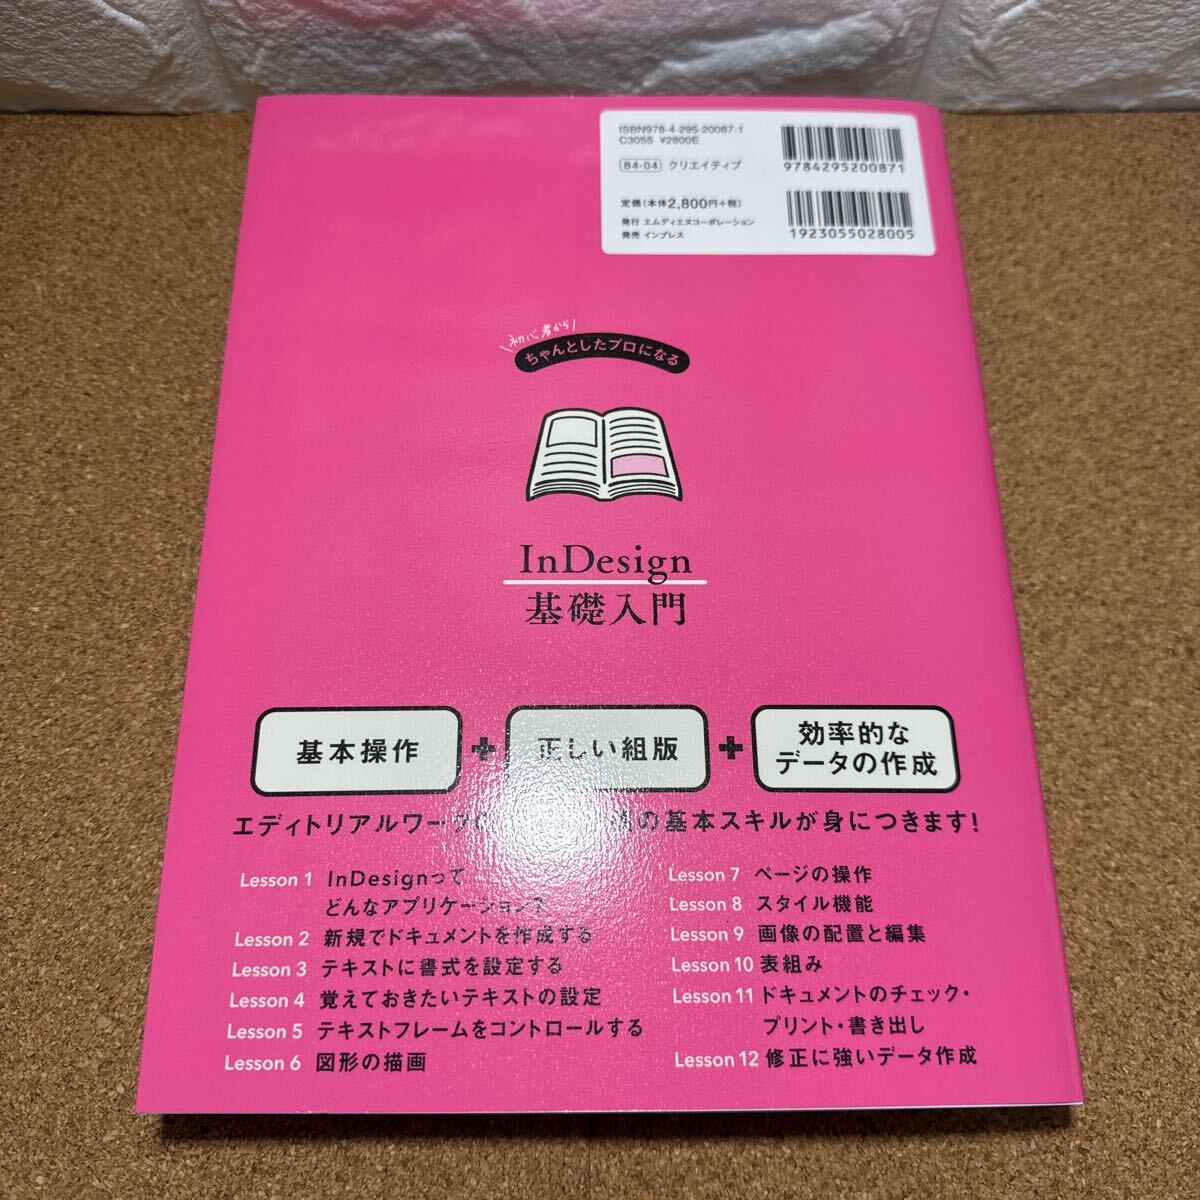 ISBN978-4-295-20087-1
C3055 ¥2800E
B4-04 クリエイティブ
9784295200871
定価(本体2,800円+税)
発行 エムディエヌコーポレーション
発売 インプレス
1923055028005
\初心者から/
ちゃんとしたプロになる
InDesign
基礎入門
基本操作 + 正しい組版 + 効率的な
データの作成
エディトリアルワーク の基本スキルが身につきます!
Lesson 1 InDesignって
どんなアプリケーション?
Lesson 2 新規でドキュメントを作成する
Lesson 3 テキストに書式を設定する
Lesson 4 覚えておきたいテキストの設定
Lesson 5 テキストフレームをコントロールする
Lesson 6 図形の描画
Lesson 7 ページの操作
Lesson 8 スタイル機能
Lesson 9 画像の配置と編集
Lesson 10 表組み
Lesson 11 ドキュメントのチェック・
プリント・書き出し
Lesson 12 修正に強いデータ作成